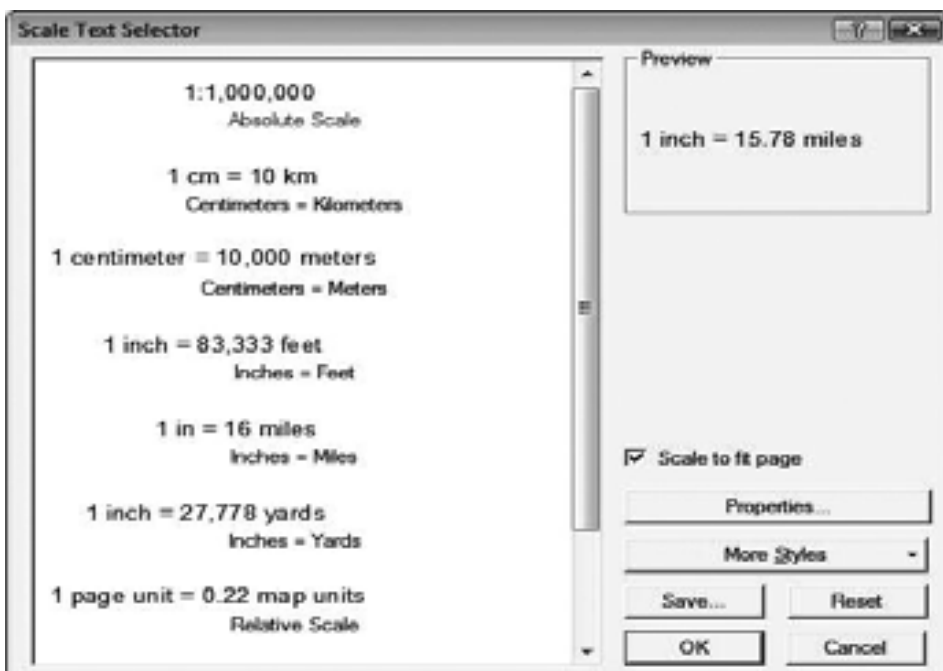 Scale Text Selector
1:1,000,000
Absolute Scale
1 cm = 10 km
Centimeters = Kilometers
1 centimeter = 10,000 meters
Centimeters = Meters
1 inch = 83,333 feet
Inches = Feet
1 in = 16 miles
Inches = Miles
1 inch = 27,778 yards
Inches = Yards
1 page unit = 0.22 map units
Relative Scale
Preview
1 inch = 15.78 miles
Scale to fit page
Properties...
More Styles
Save...
Reset
OK
Cancel